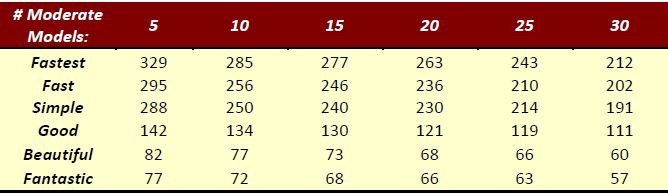 # Moderate Models: 5 10 15 20 25 30
Fastest 329 285 277 263 243 212
Fast 295 256 246 236 210 202
Simple 288 250 240 230 214 191
Good 142 134 130 121 119 111
Beautiful 82 77 73 68 66 60
Fantastic 77 72 68 66 63 57